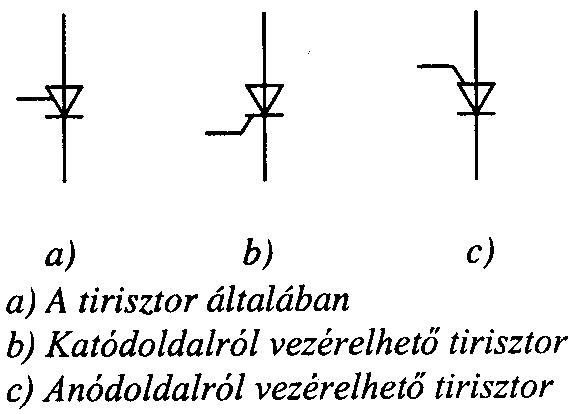 a) b) c)
a) A tirisztor általában
b) Katódoldalról vezérelhető tirisztor
c) Anódoldalról vezérelhető tirisztor